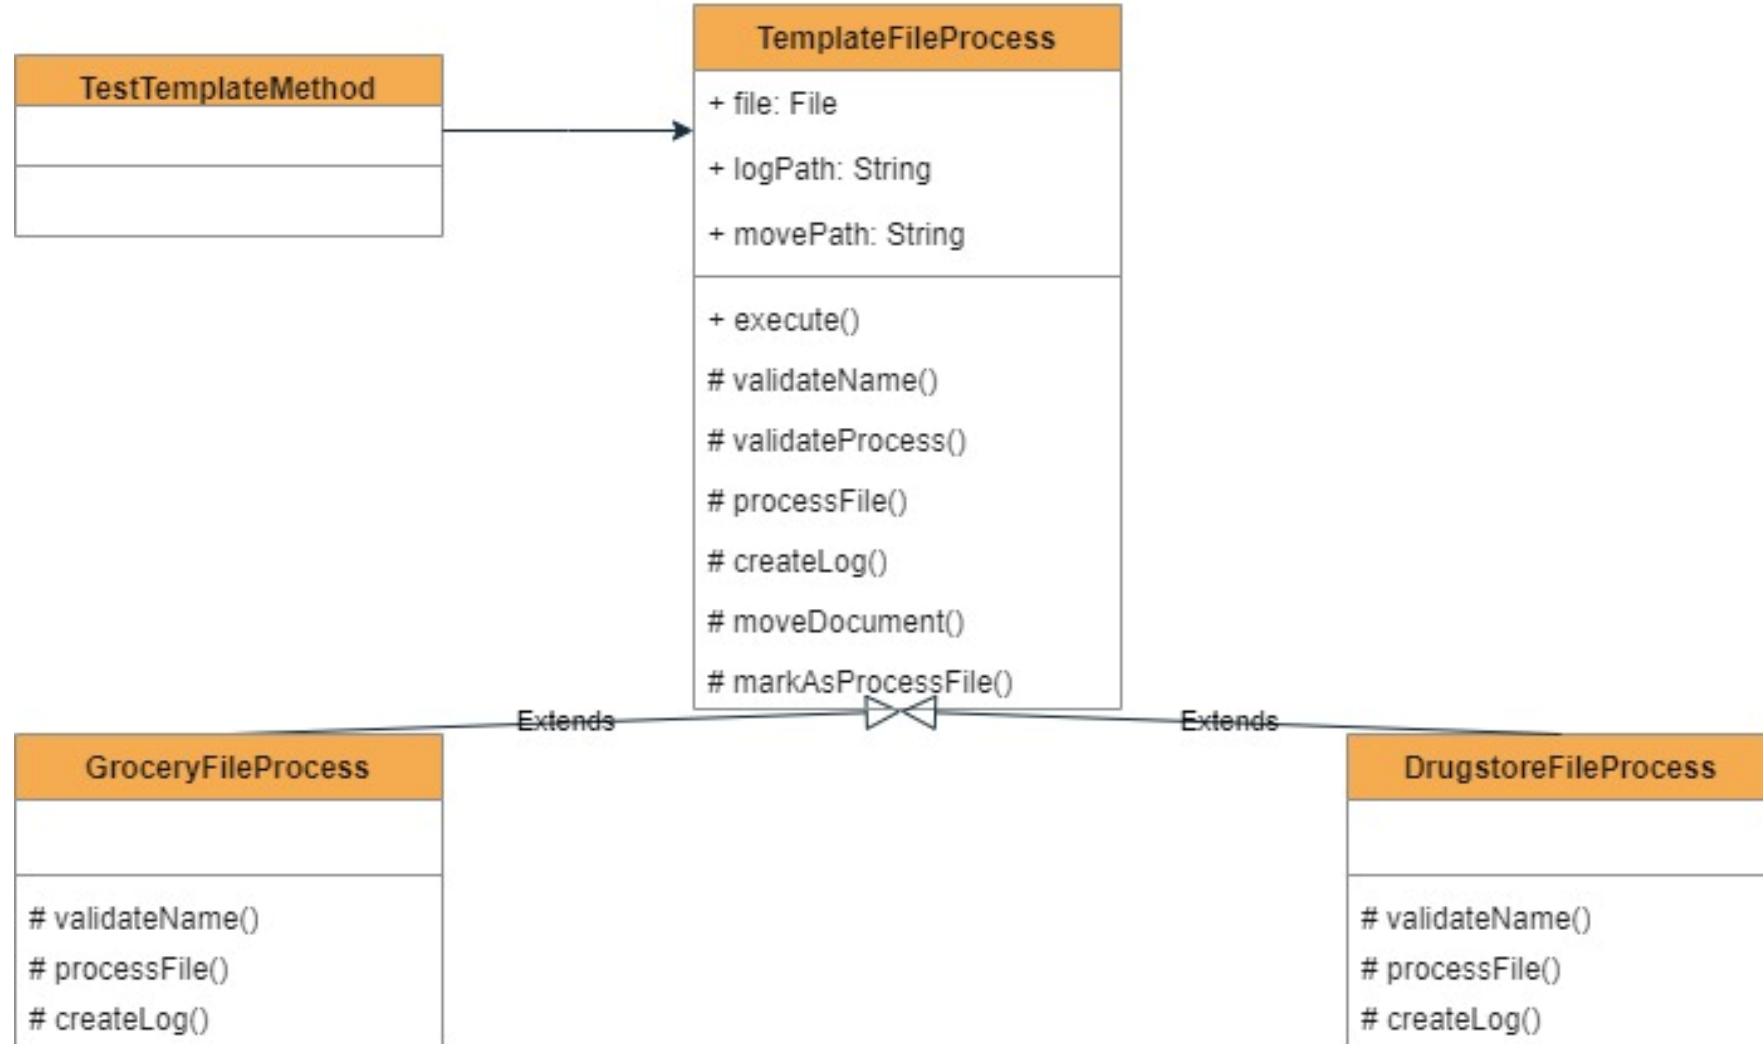 TestTemplateMethod
TemplateFileProcess
+ file: File
+ logPath: String
+ movePath: String
+ execute()
# validateName()
# validateProcess()
# processFile()
# createLog()
# moveDocument()
# markAsProcessFile()
Extends
Extends
GroceryFileProcess
# validateName()
# processFile()
# createLog()
DrugstoreFileProcess
# validateName()
# processFile()
# createLog()